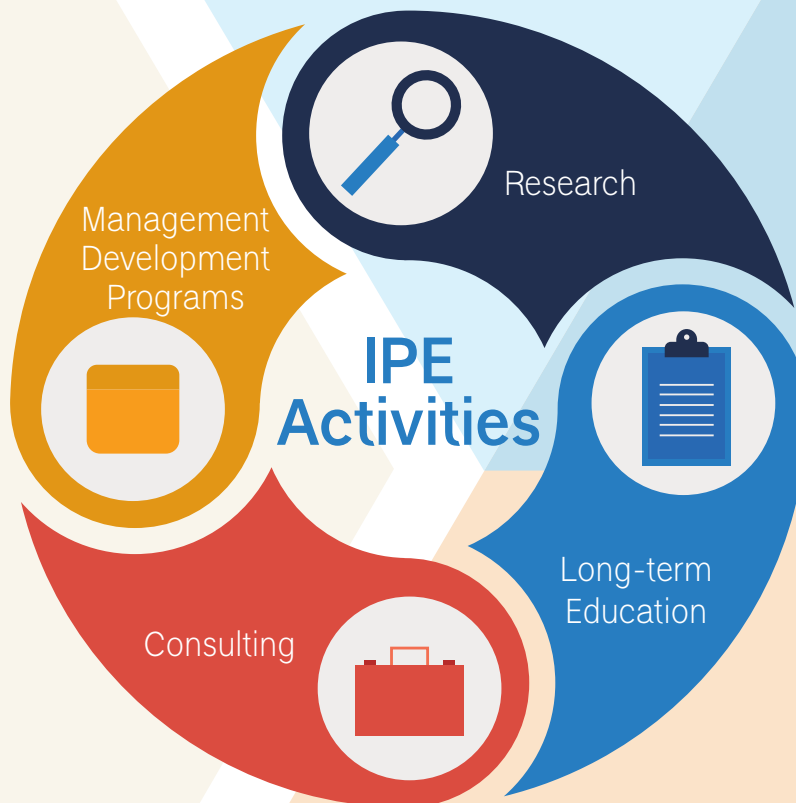 Research
Management
Development
Programs
IPE
Activities
Long-term
Education
Consulting